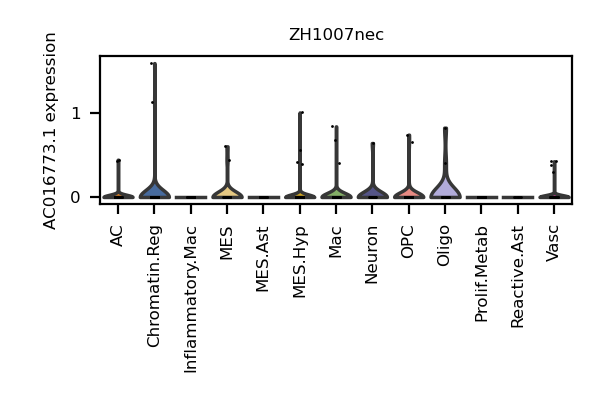 ZH1007nec
AC016773.1 expression
1
0
AC
Chromatin.Reg
Inflammatory.Mac
MES
MES.Ast
MES.Hyp
Mac
Neuron
OPC
Oligo
Prolif.Metab
Reactive.Ast
Vasc